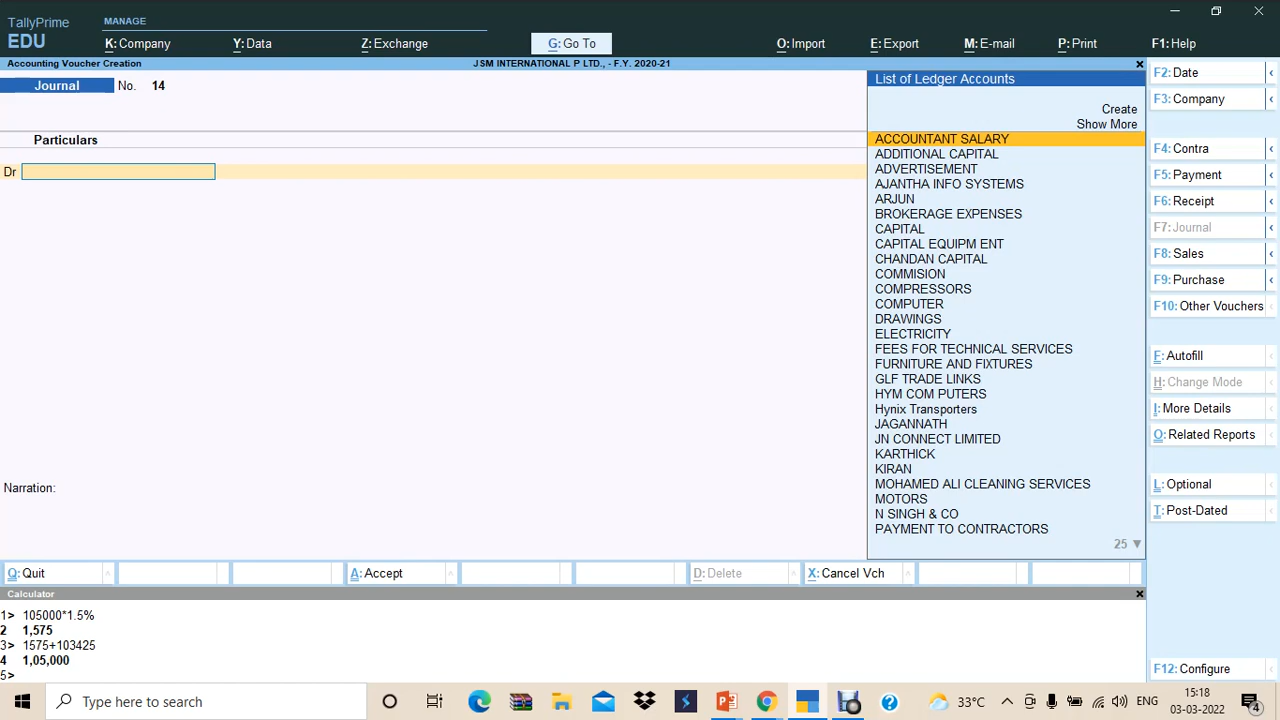 TallyPrime
EDU
MANAGE
K: Company
Y: Data
Z: Exchange
G: Go To
O: Import
E: Export
M: E-mail
P: Print
F1: Help
Accounting Voucher Creation
JSM INTERNATIONAL P LTD., - F.Y. 2020-21
Journal No. 14
Particulars
Dr
Narration:
List of Ledger Accounts
Create
Show More
ACCOUNTANT SALARY
ADDITIONAL CAPITAL
ADVERTISEMENT
AJANTHA INFO SYSTEMS
ARJUN
BROKERAGE EXPENSES
CAPITAL
CAPITAL EQUIPM ENT
CHANDAN CAPITAL
COMMISION
COMPRESSORS
COMPUTER
DRAWINGS
ELECTRICITY
FEES FOR TECHNICAL SERVICES
FURNITURE AND FIXTURES
GLF TRADE LINKS
HYM COM PUTERS
Hynix Transporters
JAGANNATH
JN CONNECT LIMITED
KARTHICK
KIRAN
MOHAMED ALI CLEANING SERVICES
MOTORS
N SINGH & CO
PAYMENT TO CONTRACTORS
25 ▼
F2: Date
F3: Company
F4: Contra
F5: Payment
F6: Receipt
F7: Journal
F8: Sales
F9: Purchase
F10: Other Vouchers
F: Autofill
H: Change Mode
I: More Details
O: Related Reports
L: Optional
T: Post-Dated
F12: Configure
Q: Quit
A: Accept
D: Delete
X: Cancel Vch
Calculator
1> 105000*1.5%
2 1,575
3> 1575+103425
4 1,05,000
5>
Type here to search
33°C
ENG
15:18
03-03-2022
4